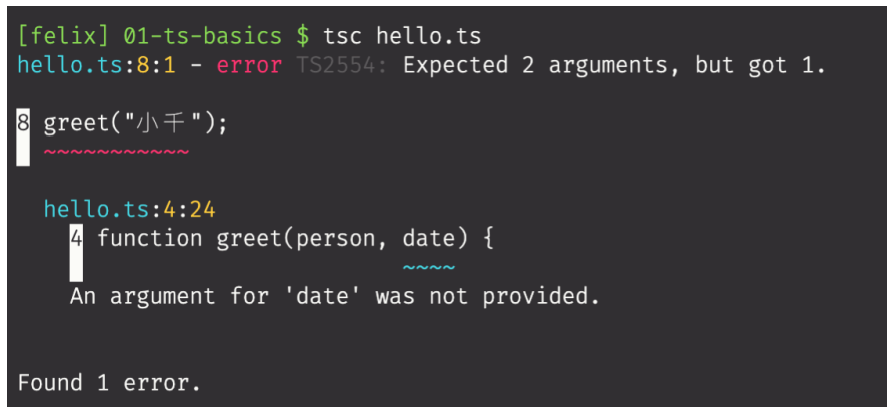 [felix] 01-ts-basics $ tsc hello.ts
hello.ts:8:1 - error TS2554: Expected 2 arguments, but got 1.
8 greet("小千");
~~~~~~~~~~~
hello.ts:4:24
4 function greet(person, date) {
~~~~
An argument for 'date' was not provided.
Found 1 error.